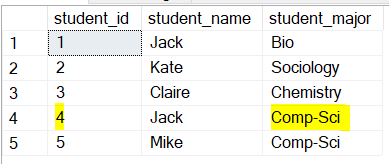 student_id student_name student_major
1 1 Jack Bio
2 2 Kate Sociology
3 3 Claire Chemistry
4 4 Jack Comp-Sci
5 5 Mike Comp-Sci